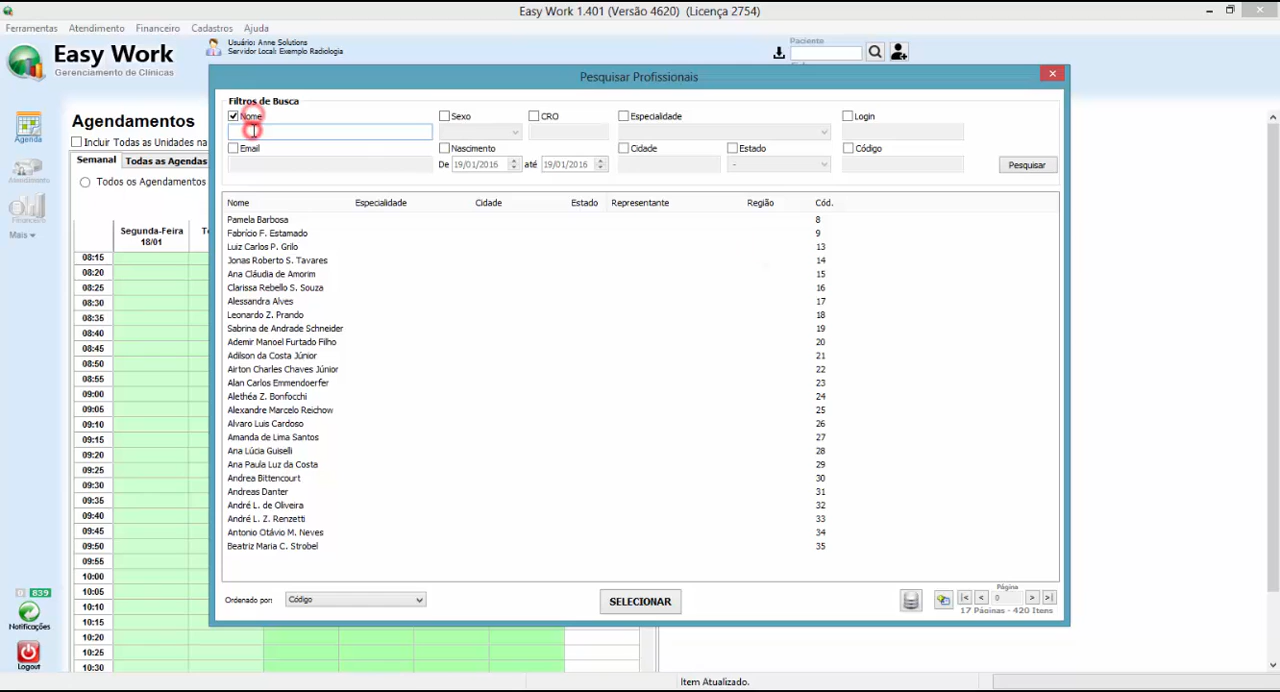 Easy Work 1.401 (Versão 4620) (Licença 2754)
Ferramentas Atendimento Financeiro Cadastros Ajuda
Easy Work
Gerenciamento de Clínicas
Usuário: Anne Solutions
Servidor Local: Exemplo Radiologia
Paciente
Pesquisar Profissionais
Filtros de Busca
Nome Sexo CRO Especialidade Login
Email Nascimento Cidade Estado Código
De 19/01/2016 até 19/01/2016 - Pesquisar
Nome Especialidade Cidade Estado Representante Região Cód.
Pamela Barbosa 8
Fabrício F. Estamado 9
Luiz Carlos P. Grilo 13
Jonas Roberto S. Tavares 14
Ana Cláudia de Amorim 15
Clarissa Rebello S. Souza 16
Alessandra Alves 17
Leonardo Z. Prando 18
Sabrina de Andrade Schneider 19
Ademir Manoel Furtado Filho 20
Adilson da Costa Júnior 21
Airton Charles Chaves Júnior 22
Alan Carlos Emmendoerfer 23
Alethéa Z. Bonfocchi 24
Alexandre Marcelo Reichow 25
Alvaro Luis Cardoso 26
Amanda de Lima Santos 27
Ana Lúcia Guiselli 28
Ana Paula Luz da Costa 29
Andrea Bittencourt 30
Andreas Danter 31
André L. de Oliveira 32
André L. Z. Renzetti 33
Antonio Otávio M. Neves 34
Beatriz Maria C. Strobel 35
Ordenado por: Código
SELECIONAR
Página
|< < 9 > >|
17 Páginas - 420 Itens
Agenda
Atendimento
Financeiro
Mais
Agendamentos
Incluir Todas as Unidades na
Semanal Todas as Agendas
Todos os Agendamentos
Segunda-Feira
18/01
08:15
08:20
08:25
08:30
08:35
08:40
08:45
08:50
08:55
09:00
09:05
09:10
09:15
09:20
09:25
09:30
09:35
09:40
09:45
09:50
09:55
10:00
10:05
10:10
10:15
10:20
10:25
10:30
839
Notificações
Logout
Item Atualizado.